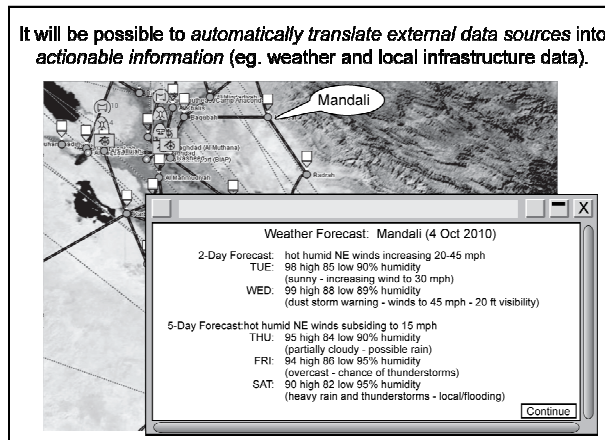 It will be possible to automatically translate external data sources into
actionable information (eg. weather and local infrastructure data).
Mandali
Baqubah
Badrah
X
Weather Forecast: Mandali (4 Oct 2010)
2-Day Forecast: hot humid NE winds increasing 20-45 mph
TUE: 98 high 85 low 90% humidity
(sunny - increasing wind to 30 mph)
WED: 99 high 88 low 89% humidity
(dust storm warning - winds to 45 mph - 20 ft visibility)
5-Day Forecast:hot humid NE winds subsiding to 15 mph
THU: 95 high 84 low 90% humidity
(partially cloudy - possible rain)
FRI: 94 high 86 low 95% humidity
(overcast - chance of thunderstorms)
SAT: 90 high 82 low 95% humidity
(heavy rain and thunderstorms - local/flooding)
Continue